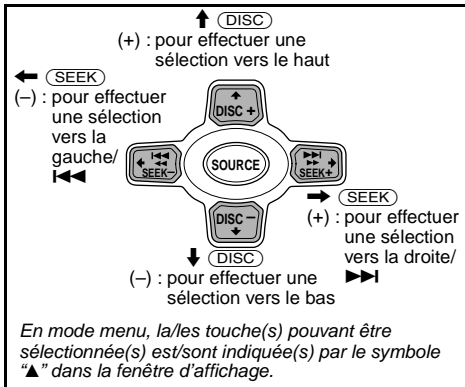 ↑ (DISC)
(+) : pour effectuer une
sélection vers le haut
← (SEEK)
(–) : pour effectuer
une sélection
vers la
gauche/
⏮
DISC +
SEEK–
SOURCE
SEEK+
DISC –
→ (SEEK)
(+) : pour effectuer
une sélection
vers la droite/
⏭
↓ (DISC)
(–) : pour effectuer une
sélection vers le bas
En mode menu, la/les touche(s) pouvant être
sélectionnée(s) est/sont indiquée(s) par le symbole
“▲” dans la fenêtre d’affichage.